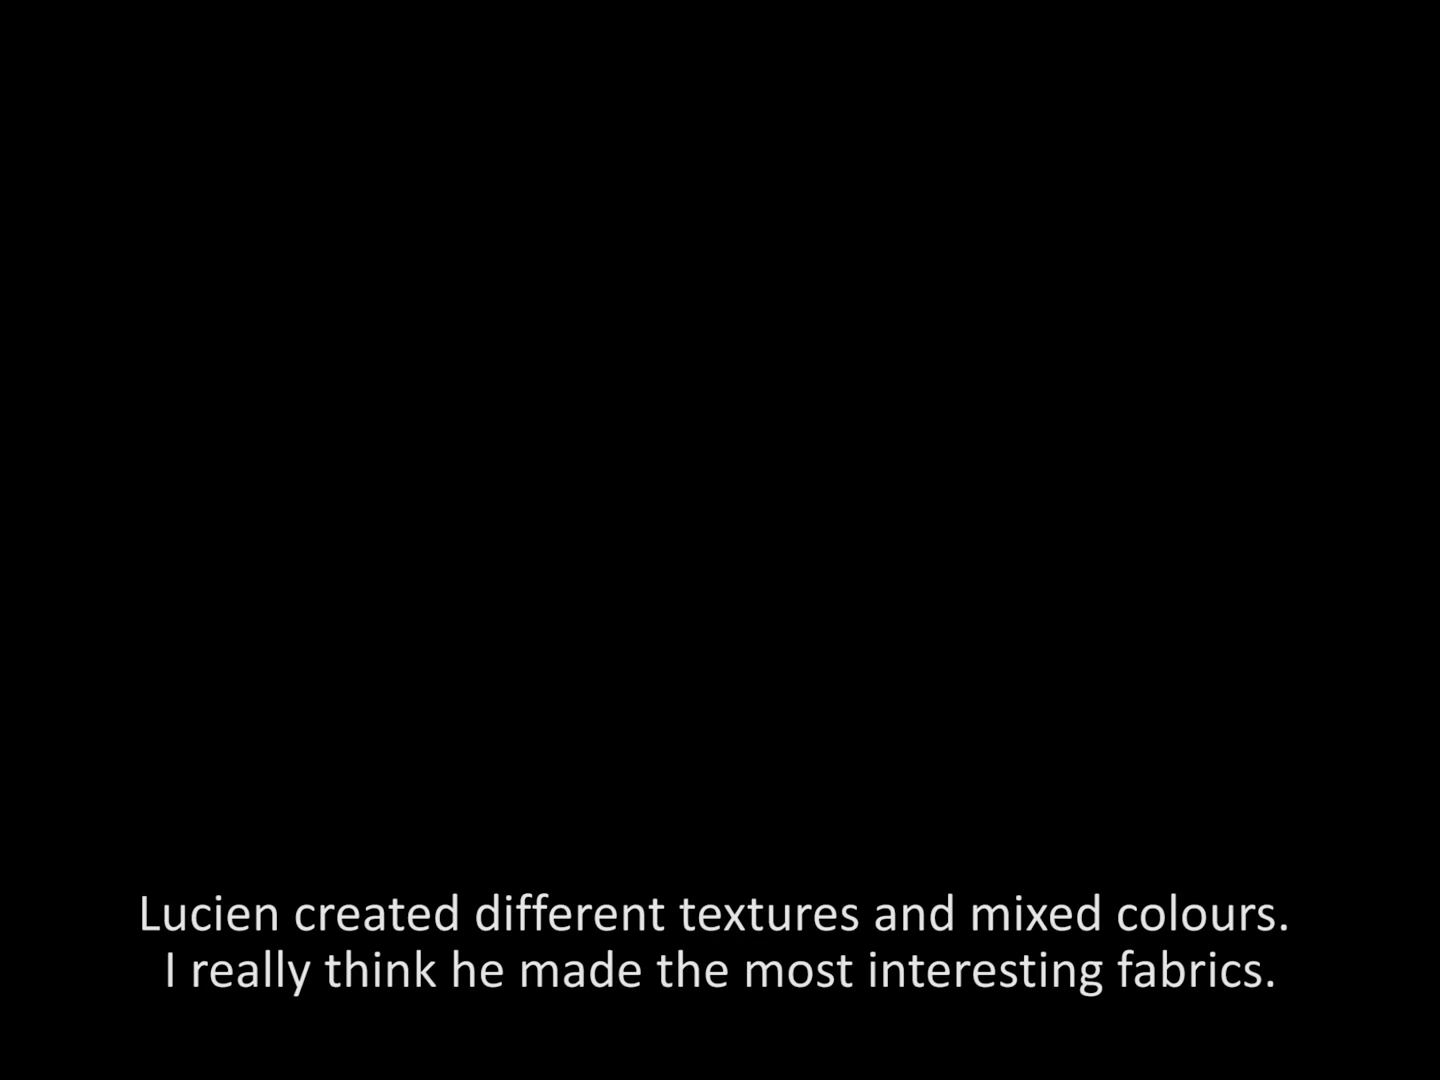 Lucien created different textures and mixed colours.
I really think he made the most interesting fabrics.